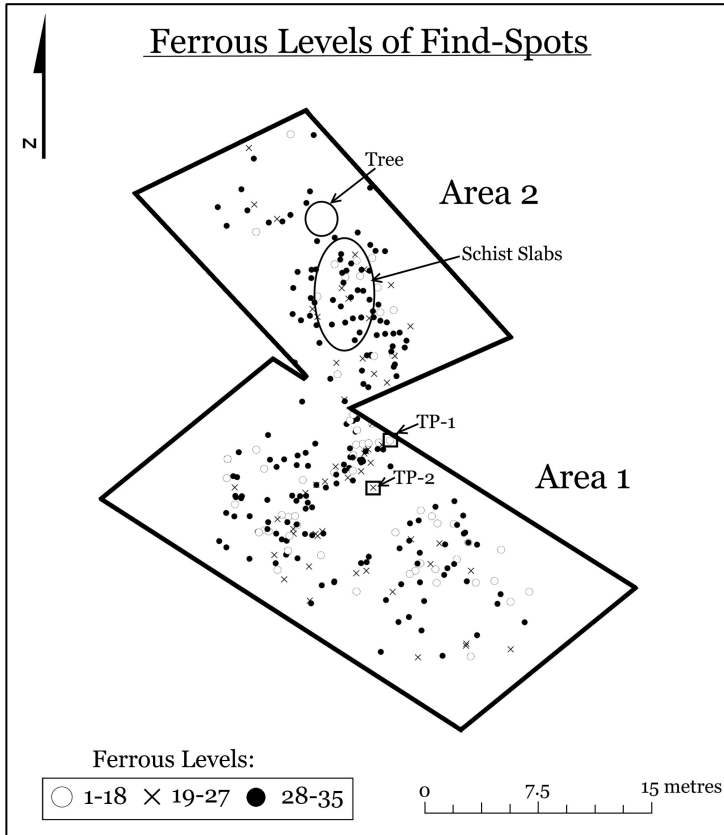 Ferrous Levels of Find-Spots
N
Tree
Area 2
Schist Slabs
TP-1
TP-2
Area 1
Ferrous Levels:
1-18 19-27 28-35
0 7.5 15 metres